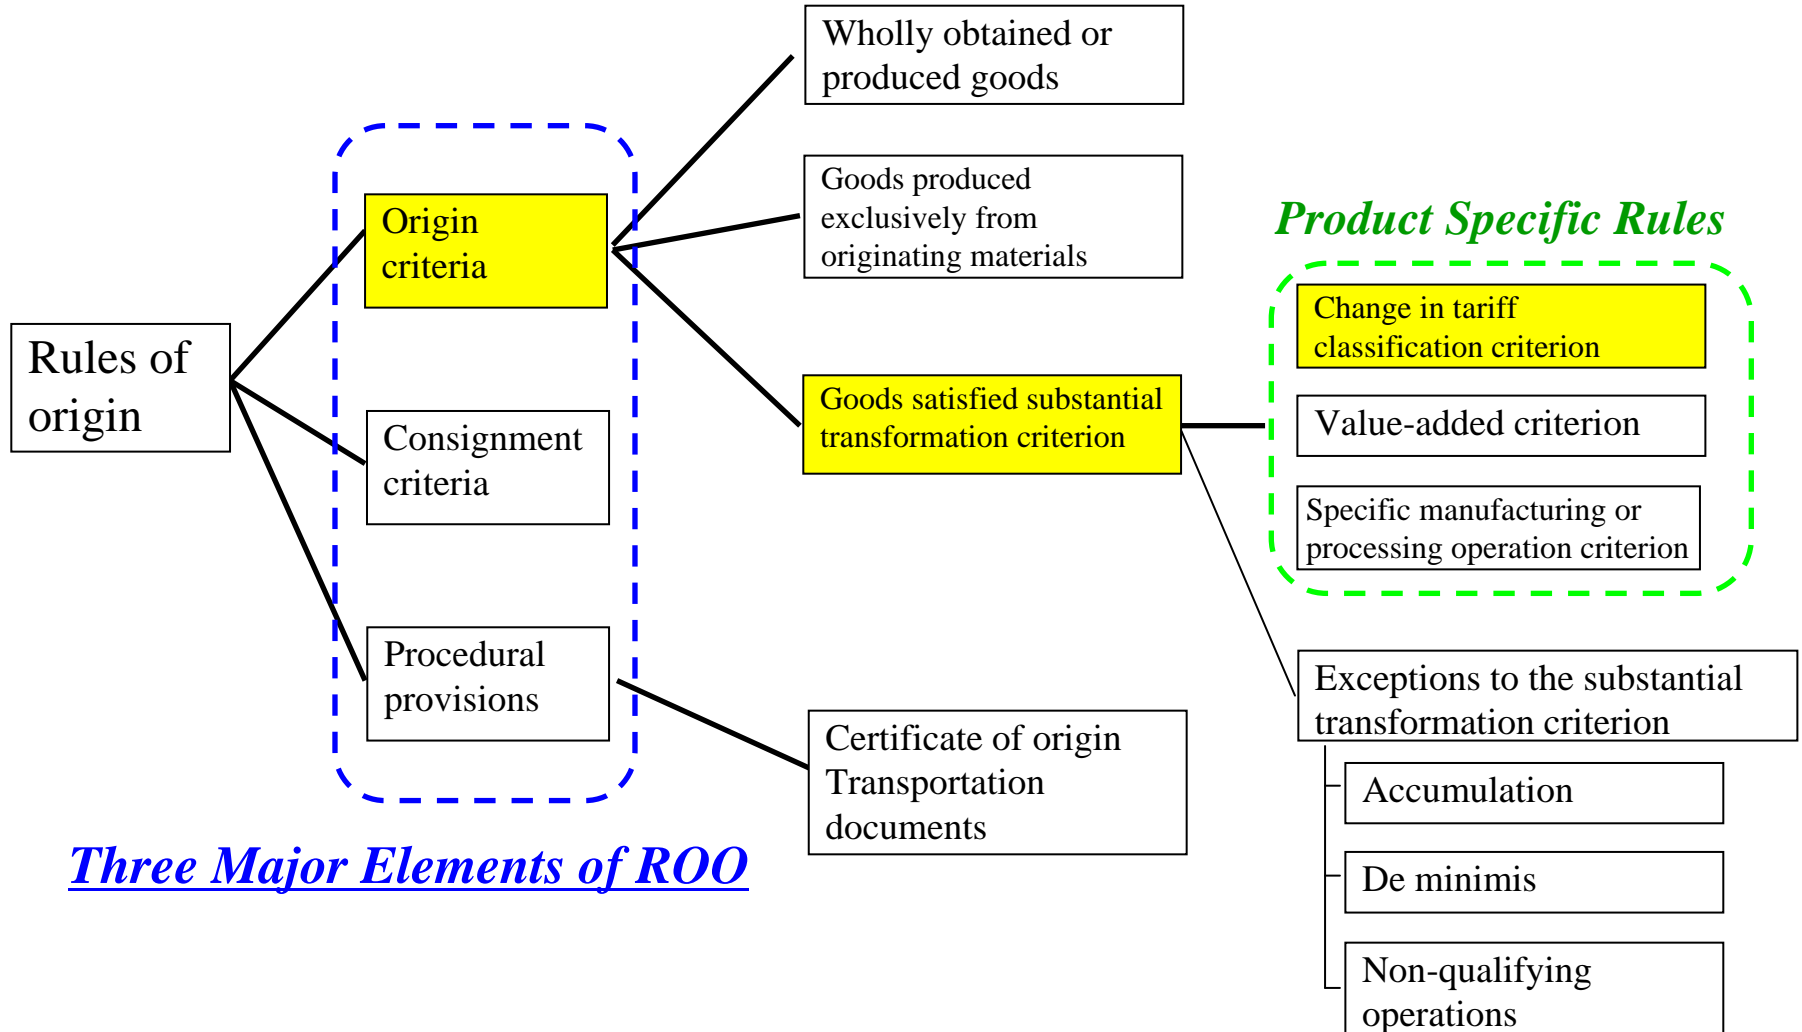 Rules of
origin
Origin
criteria
Consignment
criteria
Procedural
provisions
Three Major Elements of ROO
Wholly obtained or
produced goods
Goods produced
exclusively from
originating materials
Goods satisfied substantial
transformation criterion
Certificate of origin
Transportation
documents
Product Specific Rules
Change in tariff
classification criterion
Value-added criterion
Specific manufacturing or
processing operation criterion
Exceptions to the substantial
transformation criterion
Accumulation
De minimis
Non-qualifying
operations